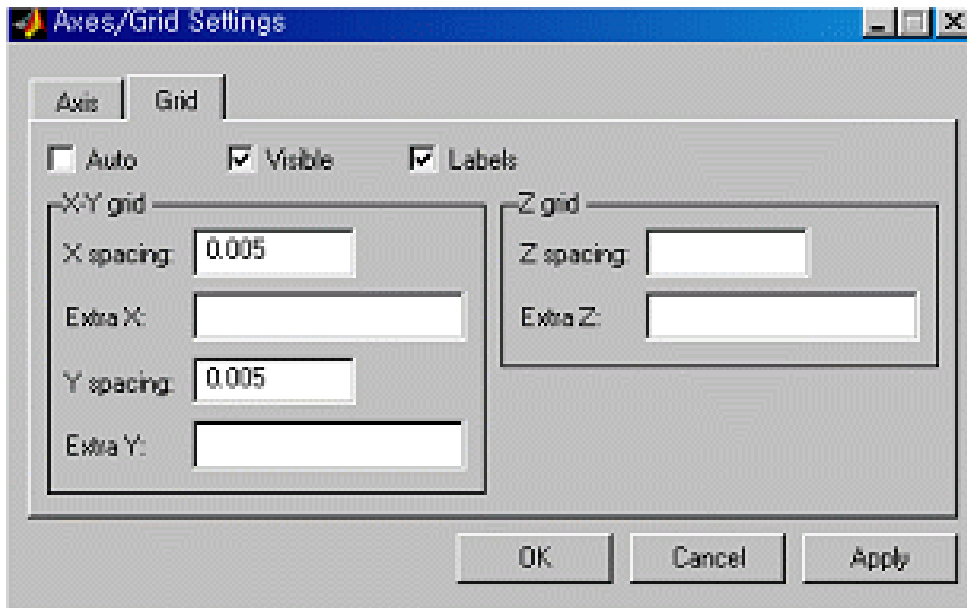 Axes/Grid Settings
Axis Grid
Auto Visible Labels
X-Y grid
X spacing: 0.005
Extra X:
Y spacing: 0.005
Extra Y:
Z grid
Z spacing:
Extra Z:
OK Cancel Apply